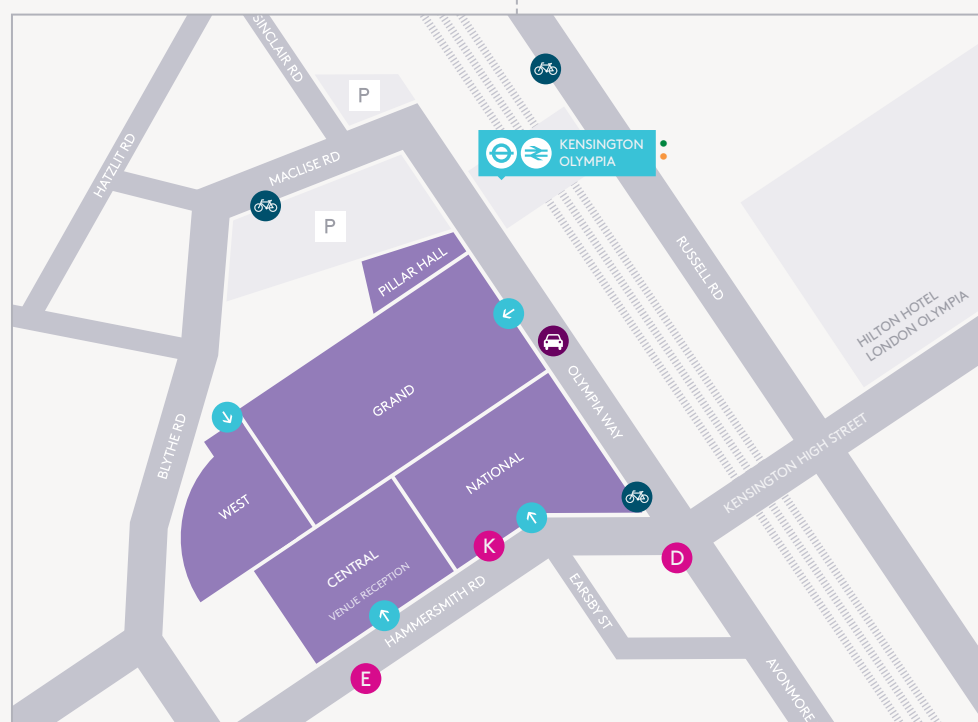 SINCLAIR RD
P
HATZLIT RD
MACLISE RD
KENSINGTON
OLYMPIA
P
PILLAR HALL
RUSSELL RD
HILTON HOTEL
LONDON OLYMPIA
GRAND
OLYMPIA WAY
BLYTHE RD
KENSINGTON HIGH STREET
NATIONAL
WEST
K
D
CENTRAL
VENUE RECEPTION
HAMMERSMITH RD
EARSBY ST
E
AVONMORE